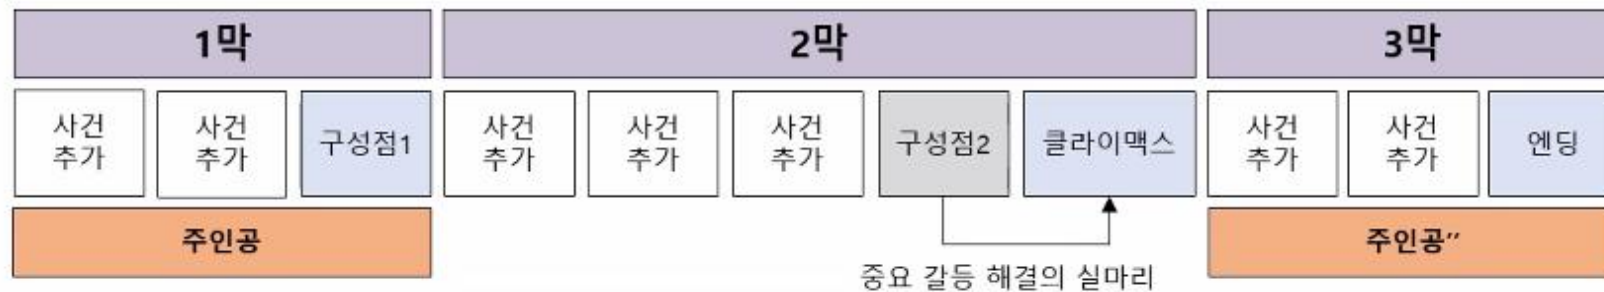 1막
2막
3막
사건
추가
사건
추가
구성점1
사건
추가
사건
추가
사건
추가
구성점2
클라이맥스
사건
추가
사건
추가
엔딩
주인공
주인공′′
중요 갈등 해결의 실마리